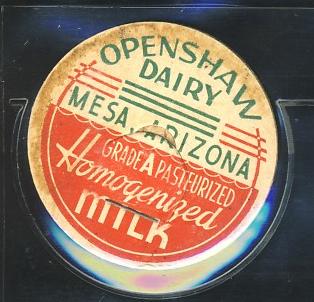 OPENSHAW
DAIRY
MESA, ARIZONA
GRADE A PASTEURIZED
Homogenized
MILK